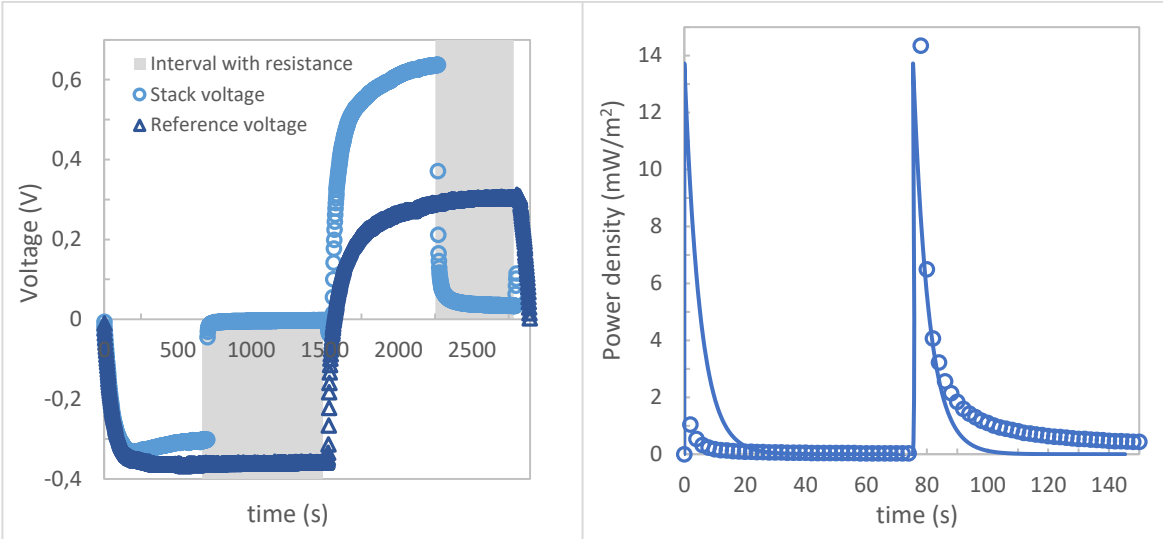 0,6
0,4
0,2
0
-0,2
-0,4
Voltage (V)
Interval with resistance
Stack voltage
Reference voltage
0 500 1000 1500 2000 2500
time (s)
14
12
10
8
6
4
2
0
Power density (mW/m²)
0 20 40 60 80 100 120 140
time (s)